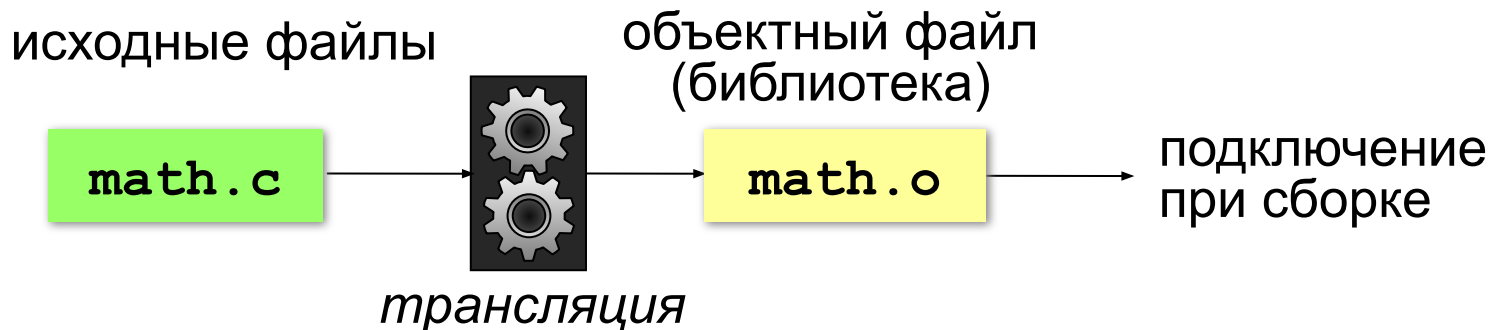 исходные файлы
объектный файл
(библиотека)
math.c
math.o
подключение
при сборке
трансляция